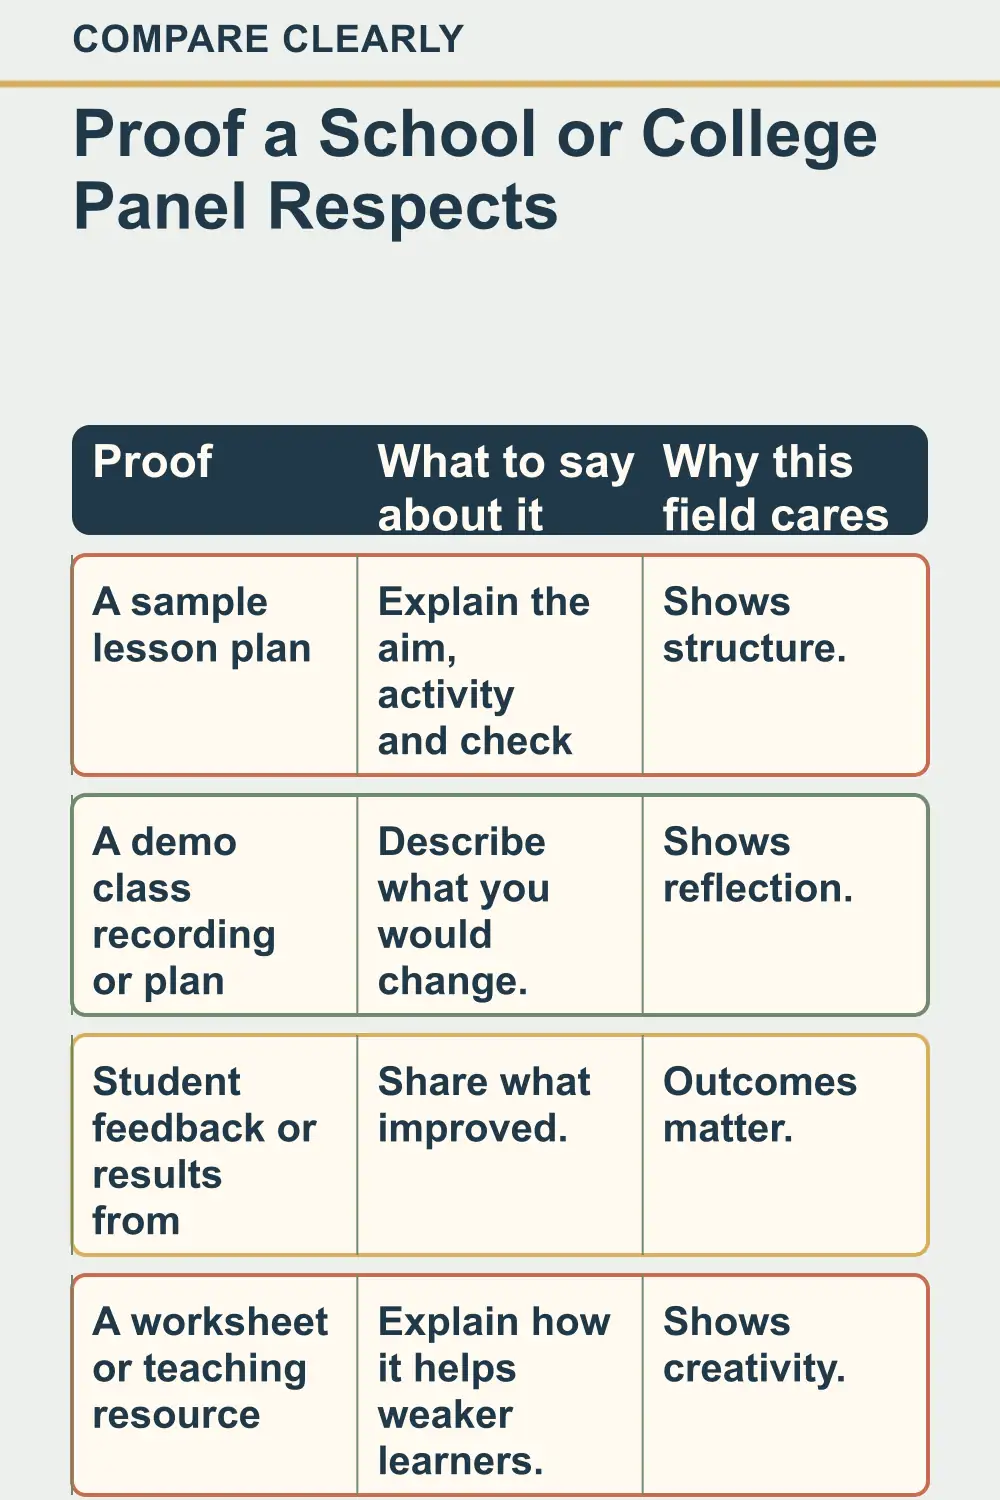 COMPARE CLEARLY
Proof a School or College
Panel Respects
Proof
What to say
about it
Why this
field cares
A sample
lesson plan
Explain the
aim,
activity
and check
Shows
structure.
A demo
class
recording
or plan
Describe
what you
would
change.
Shows
reflection.
Student
feedback or
results
from
Share what
improved.
Outcomes
matter.
A worksheet
or teaching
resource
Explain how
it helps
weaker
learners.
Shows
creativity.